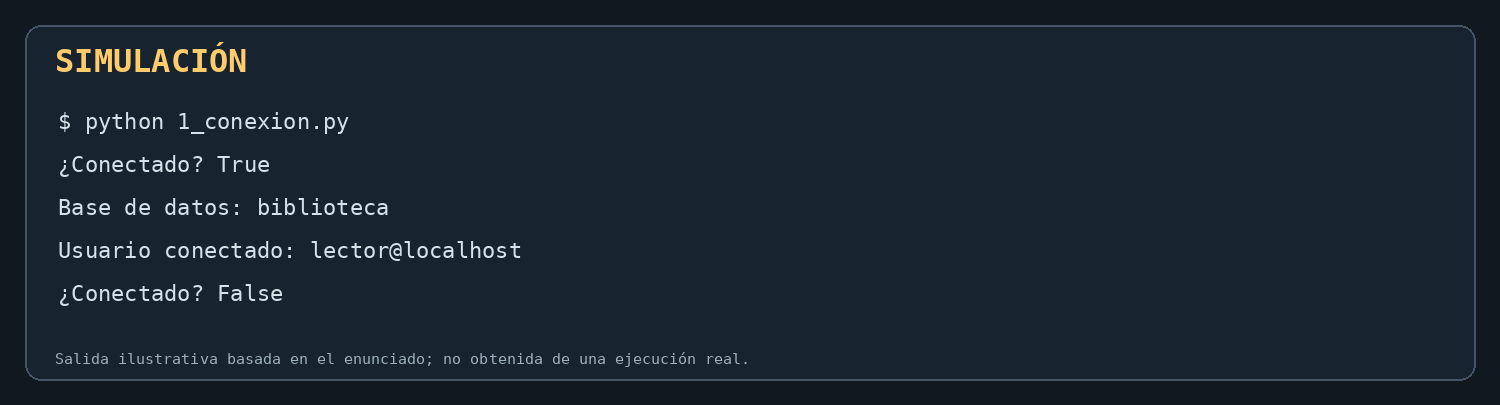 SIMULACIÓN
$ python 1_conexion.py
¿Conectado? True
Base de datos: biblioteca
Usuario conectado: lector@localhost
¿Conectado? False
Salida ilustrativa basada en el enunciado; no obtenida de una ejecución real.